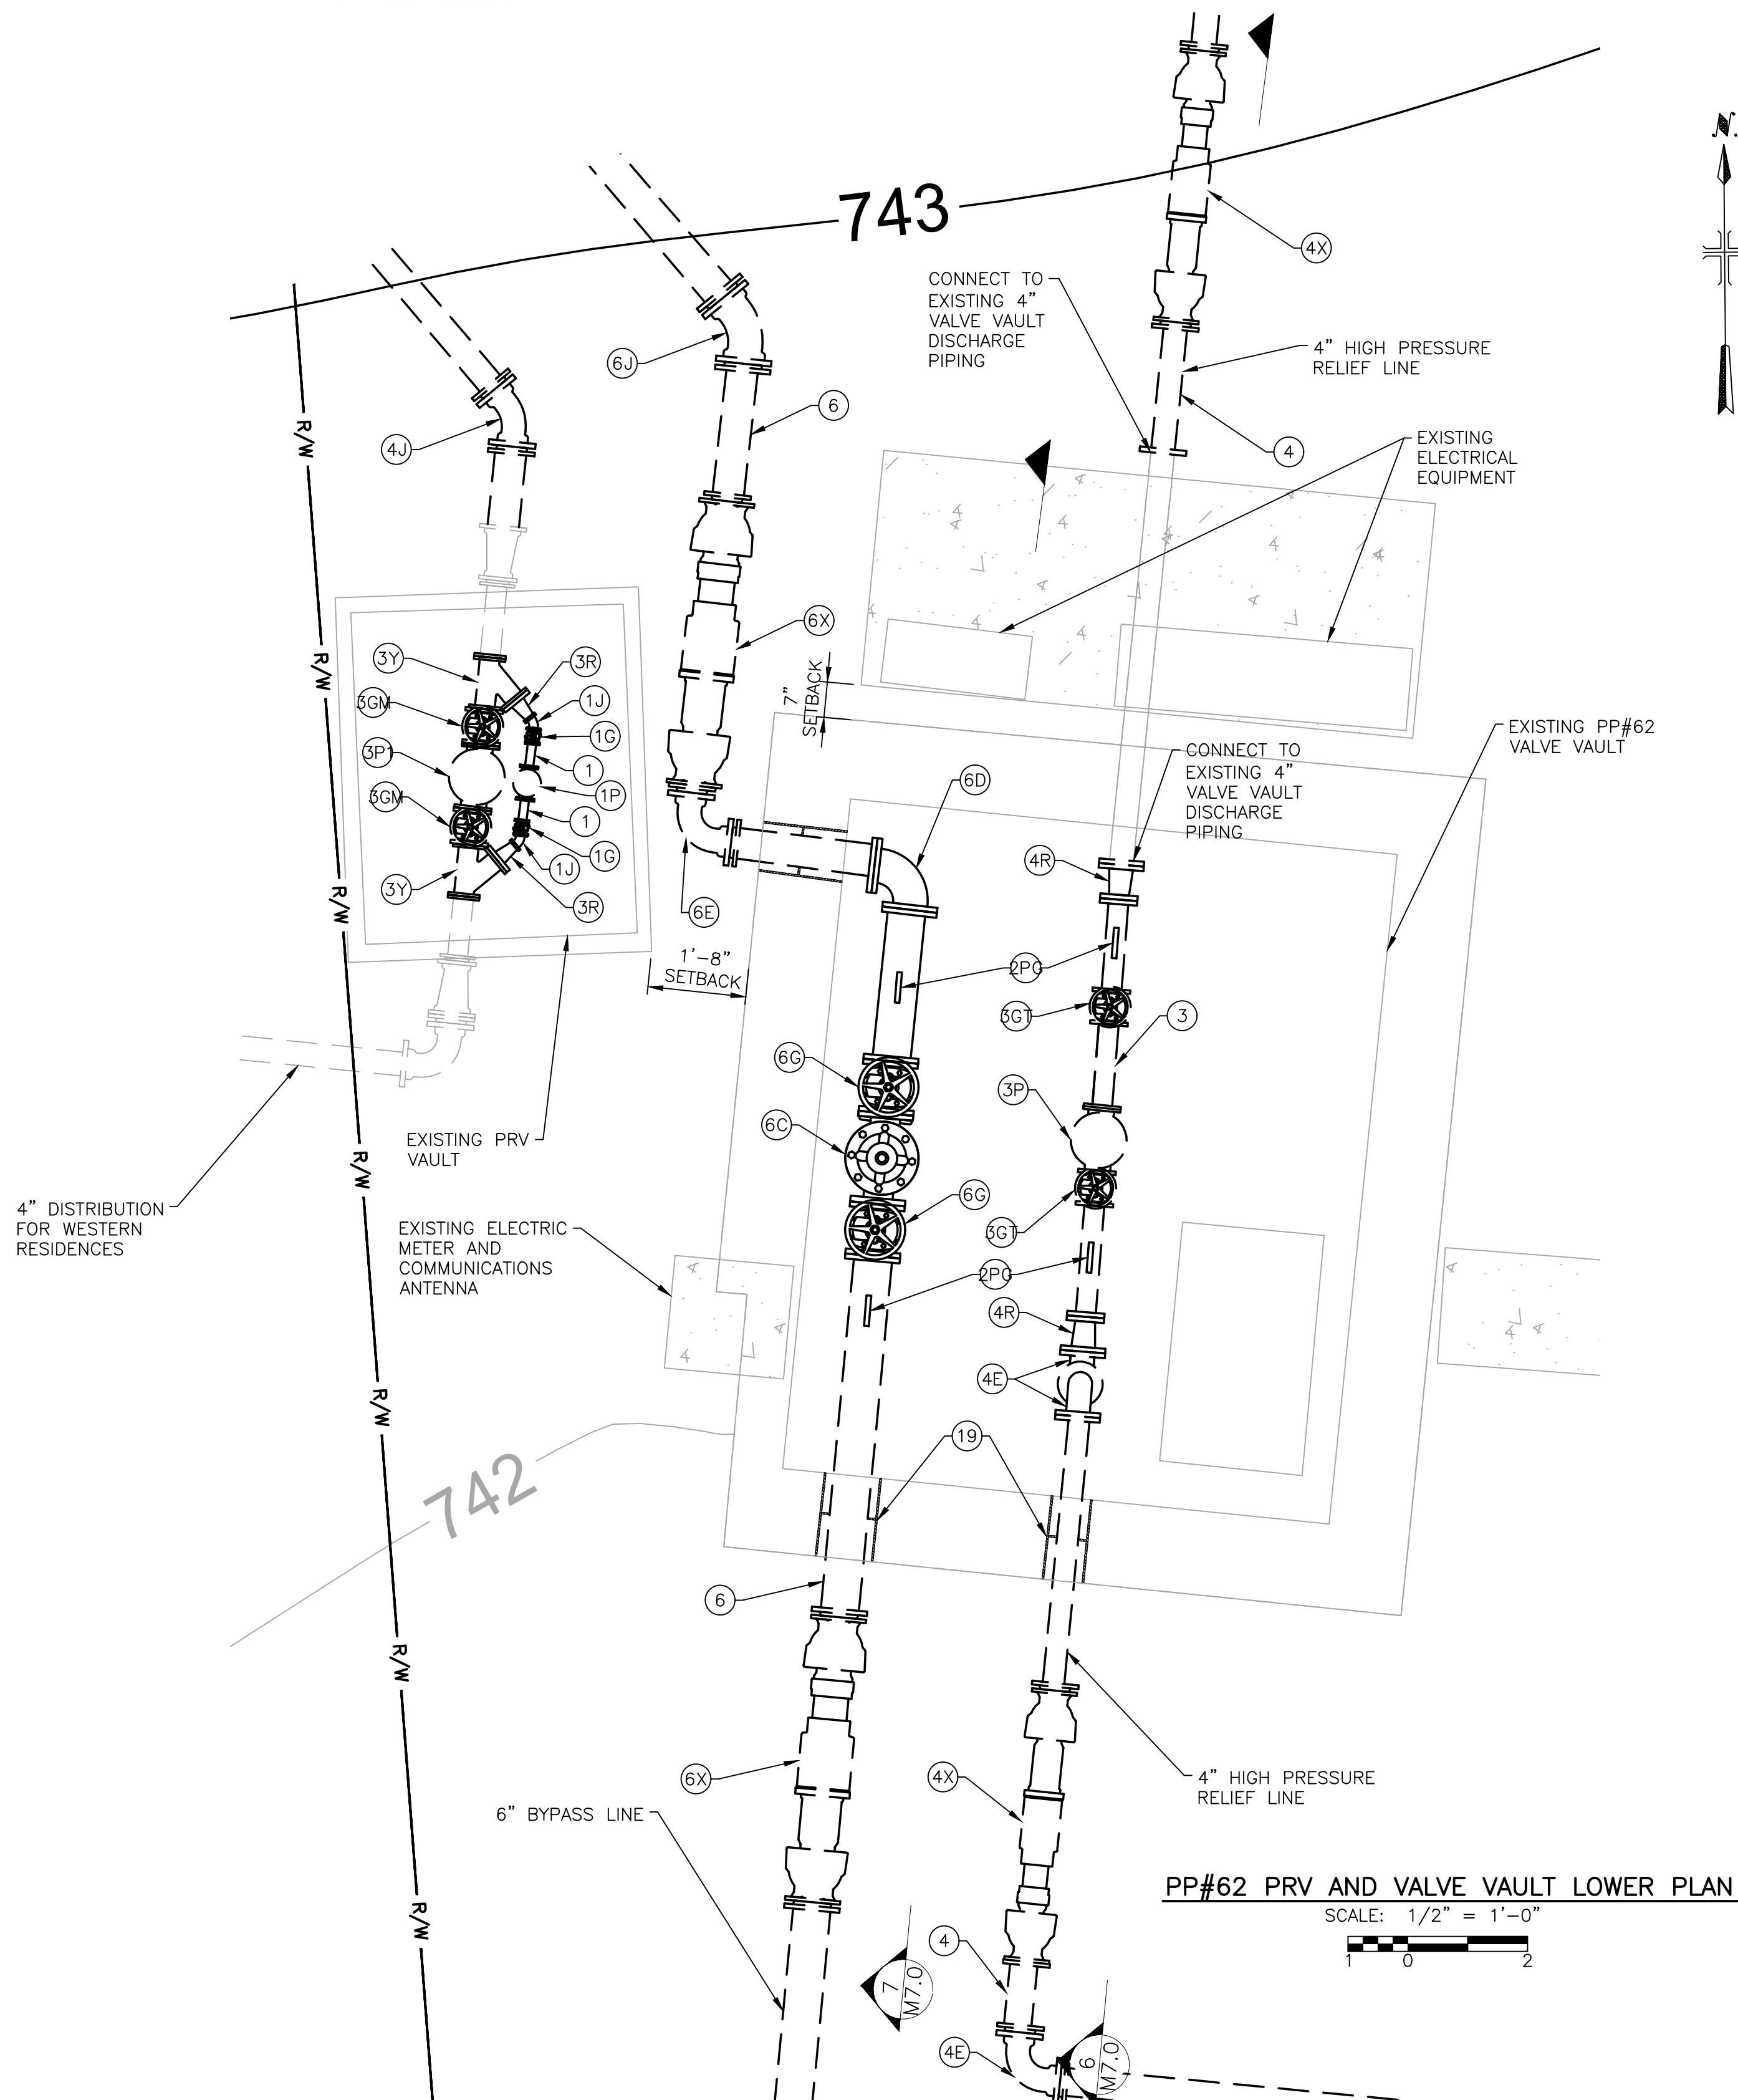 N.
743
4X
CONNECT TO
EXISTING 4"
VALVE VAULT
DISCHARGE
PIPING
4" HIGH PRESSURE
RELIEF LINE
6J
6
4J
4
EXISTING
ELECTRICAL
EQUIPMENT
R/W
6X
3Y
3R
R/W
3GM
1J
7"
SETBACK
1G
EXISTING PP#62
VALVE VAULT
3P1
1
CONNECT TO
EXISTING 4"
VALVE VAULT
DISCHARGE
PIPING
6D
3GM
1P
1
1G
1J
4R
3Y
3R
R/W
6E
1'-8"
SETBACK
2PG
3GT
3
6G
3P
6C
EXISTING PRV
VAULT
R/W
4" DISTRIBUTION
FOR WESTERN
RESIDENCES
6G
EXISTING ELECTRIC
METER AND
COMMUNICATIONS
ANTENNA
3GT
2PG
4R
4E
R/W
19
742
6
R/W
6X
4X
4" HIGH PRESSURE
RELIEF LINE
6" BYPASS LINE
PP#62 PRV AND VALVE VAULT LOWER PLAN
SCALE: 1/2" = 1'-0"
1 0 2
R/W
4
7
M7.0
4E
6
M7.0